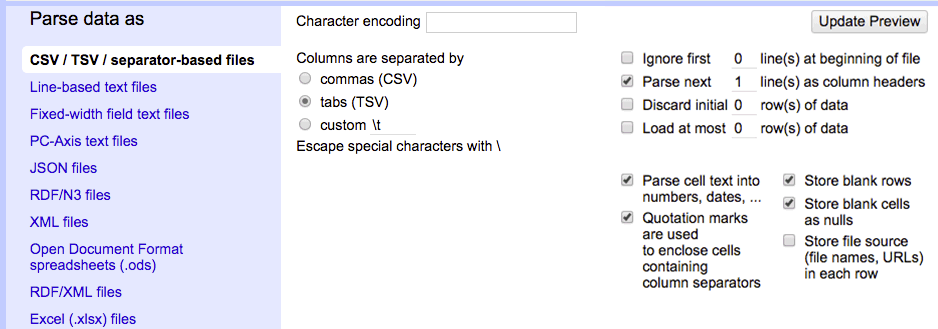 Parse data as
CSV / TSV / separator-based files
Line-based text files
Fixed-width field text files
PC-Axis text files
JSON files
RDF/N3 files
XML files
Open Document Format
spreadsheets (.ods)
RDF/XML files
Excel (.xlsx) files
Character encoding
Columns are separated by
commas (CSV)
tabs (TSV)
custom \t
Escape special characters with \
Update Preview
Ignore first 0 line(s) at beginning of file
Parse next 1 line(s) as column headers
Discard initial 0 row(s) of data
Load at most 0 row(s) of data
Parse cell text into
numbers, dates, ...
Quotation marks
are used
to enclose cells
containing
column separators
Store blank rows
Store blank cells
as nulls
Store file source
(file names, URLs)
in each row